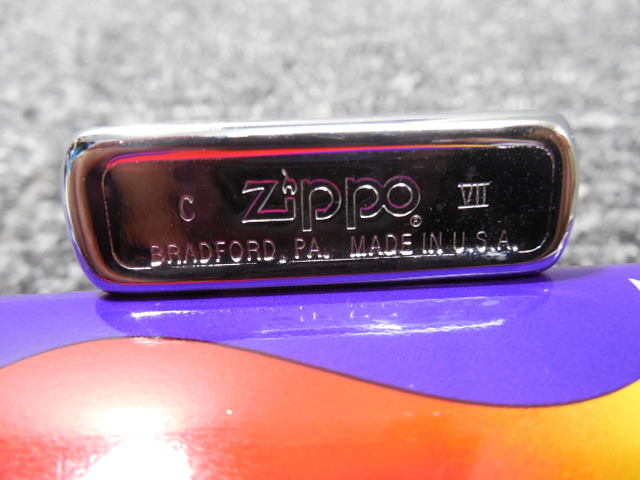 C Zippo® VII
BRADFORD, PA. MADE IN U.S.A.